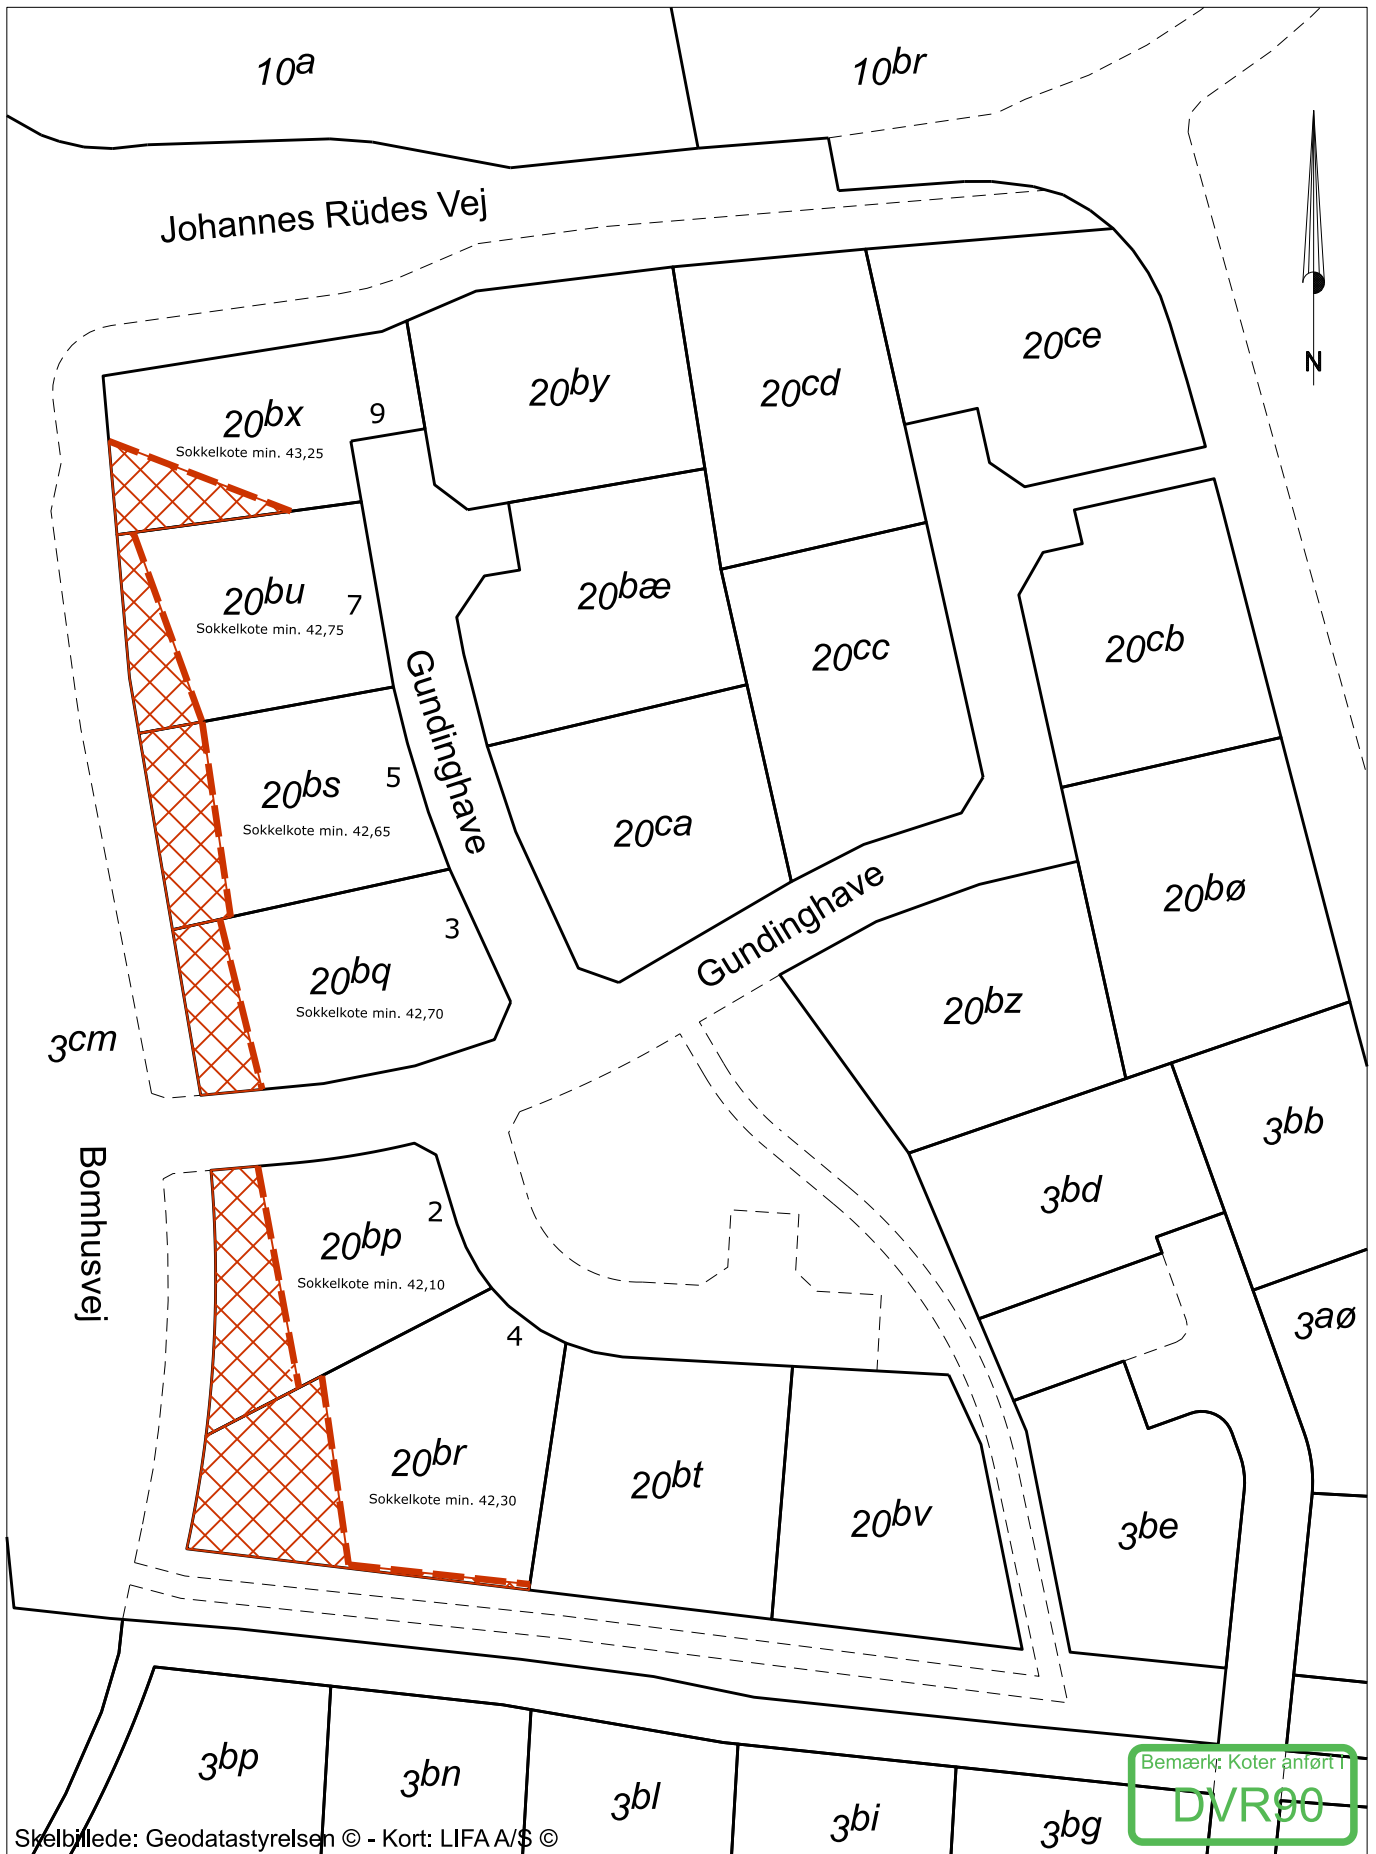 10a
10br
Johannes Rüdes Vej
20ce
N
20by
20cd
20bx
9
Sokkelkote min. 43,25
20bu
7
Sokkelkote min. 42,75
20bæ
20cc
20cb
Gundinghave
20bs
5
Sokkelkote min. 42,65
20ca
20bø
Gundinghave
3
20bq
Sokkelkote min. 42,70
20bz
3cm
3bb
Bomhusvej
3bd
2
20bp
Sokkelkote min. 42,10
4
3aø
20br
Sokkelkote min. 42,30
20bt
20bv
3be
3bp
3bn
3bl
3bi
3bg
Bemærk: Koter anført i
DVR90
Skelbillede: Geodatastyrelsen © - Kort: LIFA A/S ©